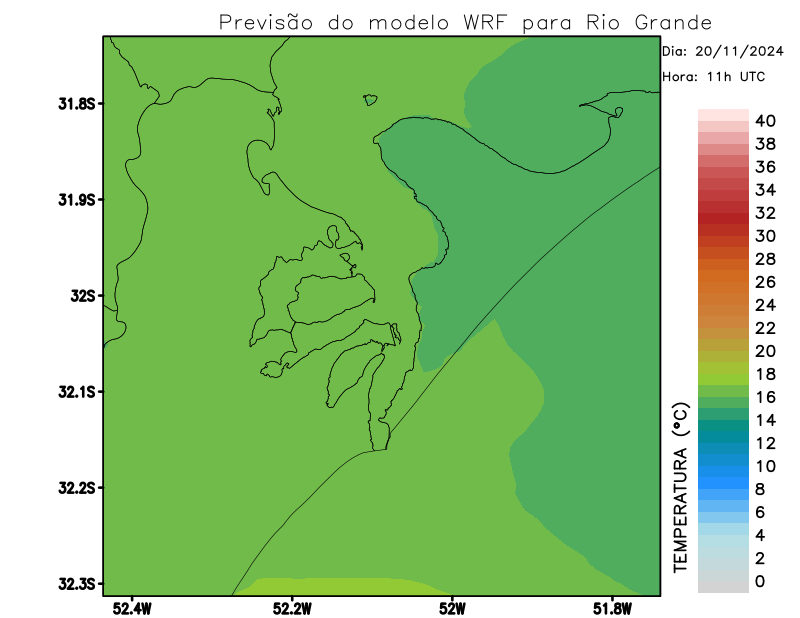 Previsão do modelo WRF para Rio Grande
Dia: 20/11/2024
Hora: 11h UTC
31.8S
31.9S
32S
32.1S
32.2S
32.3S
52.4W
52.2W
52W
51.8W
TEMPERATURA (°C)
40
38
36
34
32
30
28
26
24
22
20
18
16
14
12
10
8
6
4
2
0